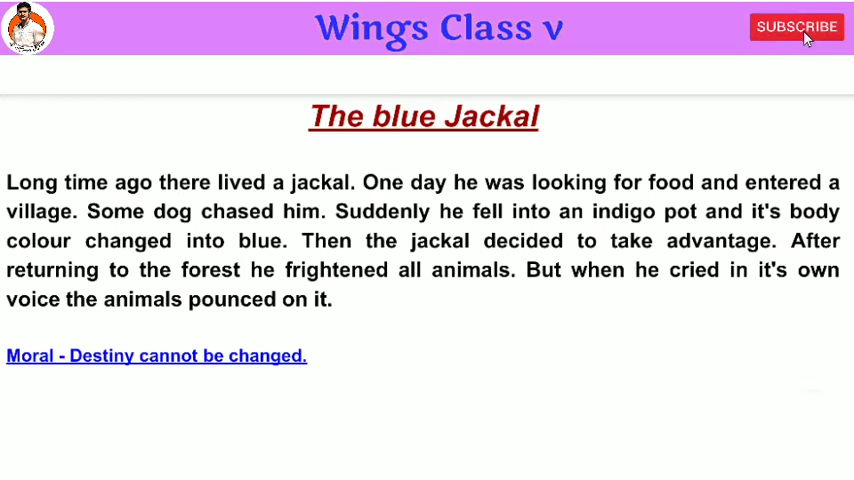 Wings Class v
SUBSCRIBE
The blue Jackal
Long time ago there lived a jackal. One day he was looking for food and entered a
village. Some dog chased him. Suddenly he fell into an indigo pot and it's body
colour changed into blue. Then the jackal decided to take advantage. After
returning to the forest he frightened all animals. But when he cried in it's own
voice the animals pounced on it.
Moral - Destiny cannot be changed.